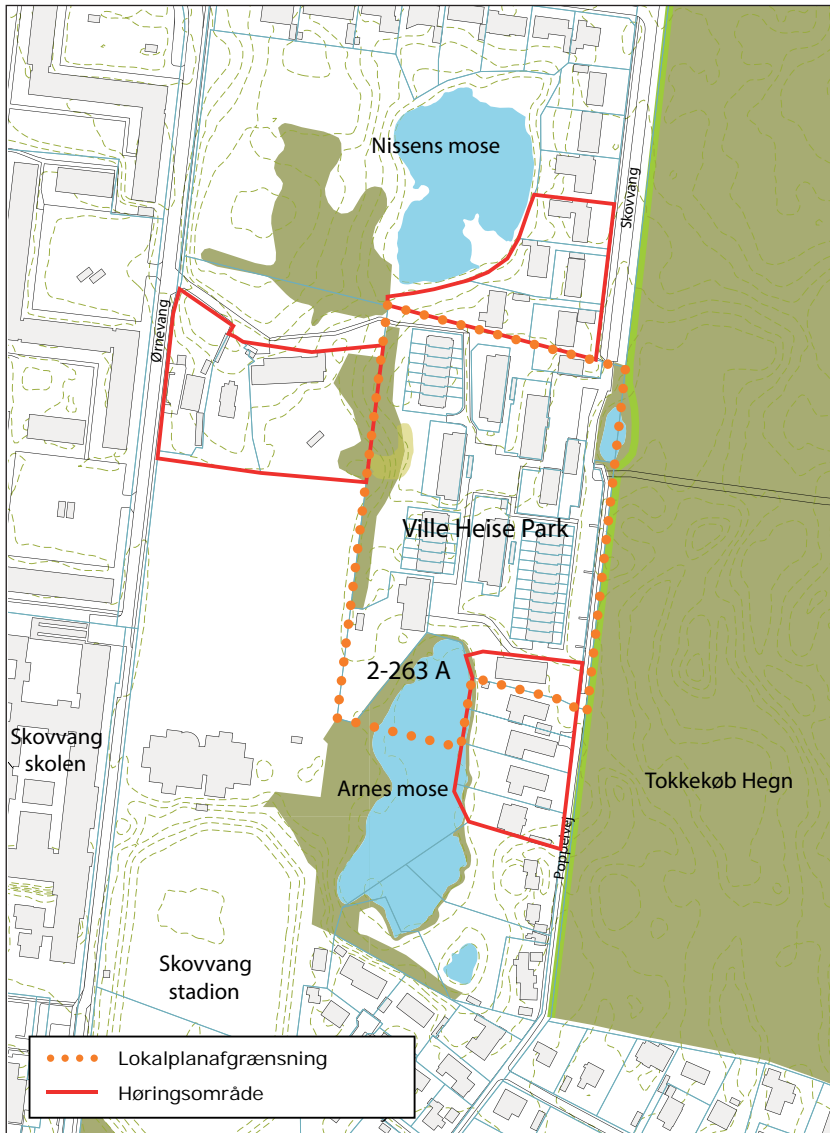 Nissens mose
Skovvang
Ørnevang
Ville Heise Park
2-263 A
Skovvang
skolen
Arnes mose
Tokkekøb Hegn
Poppelvej
Skovvang
stadion
Lokalplanafgrænsning
Høringsområde